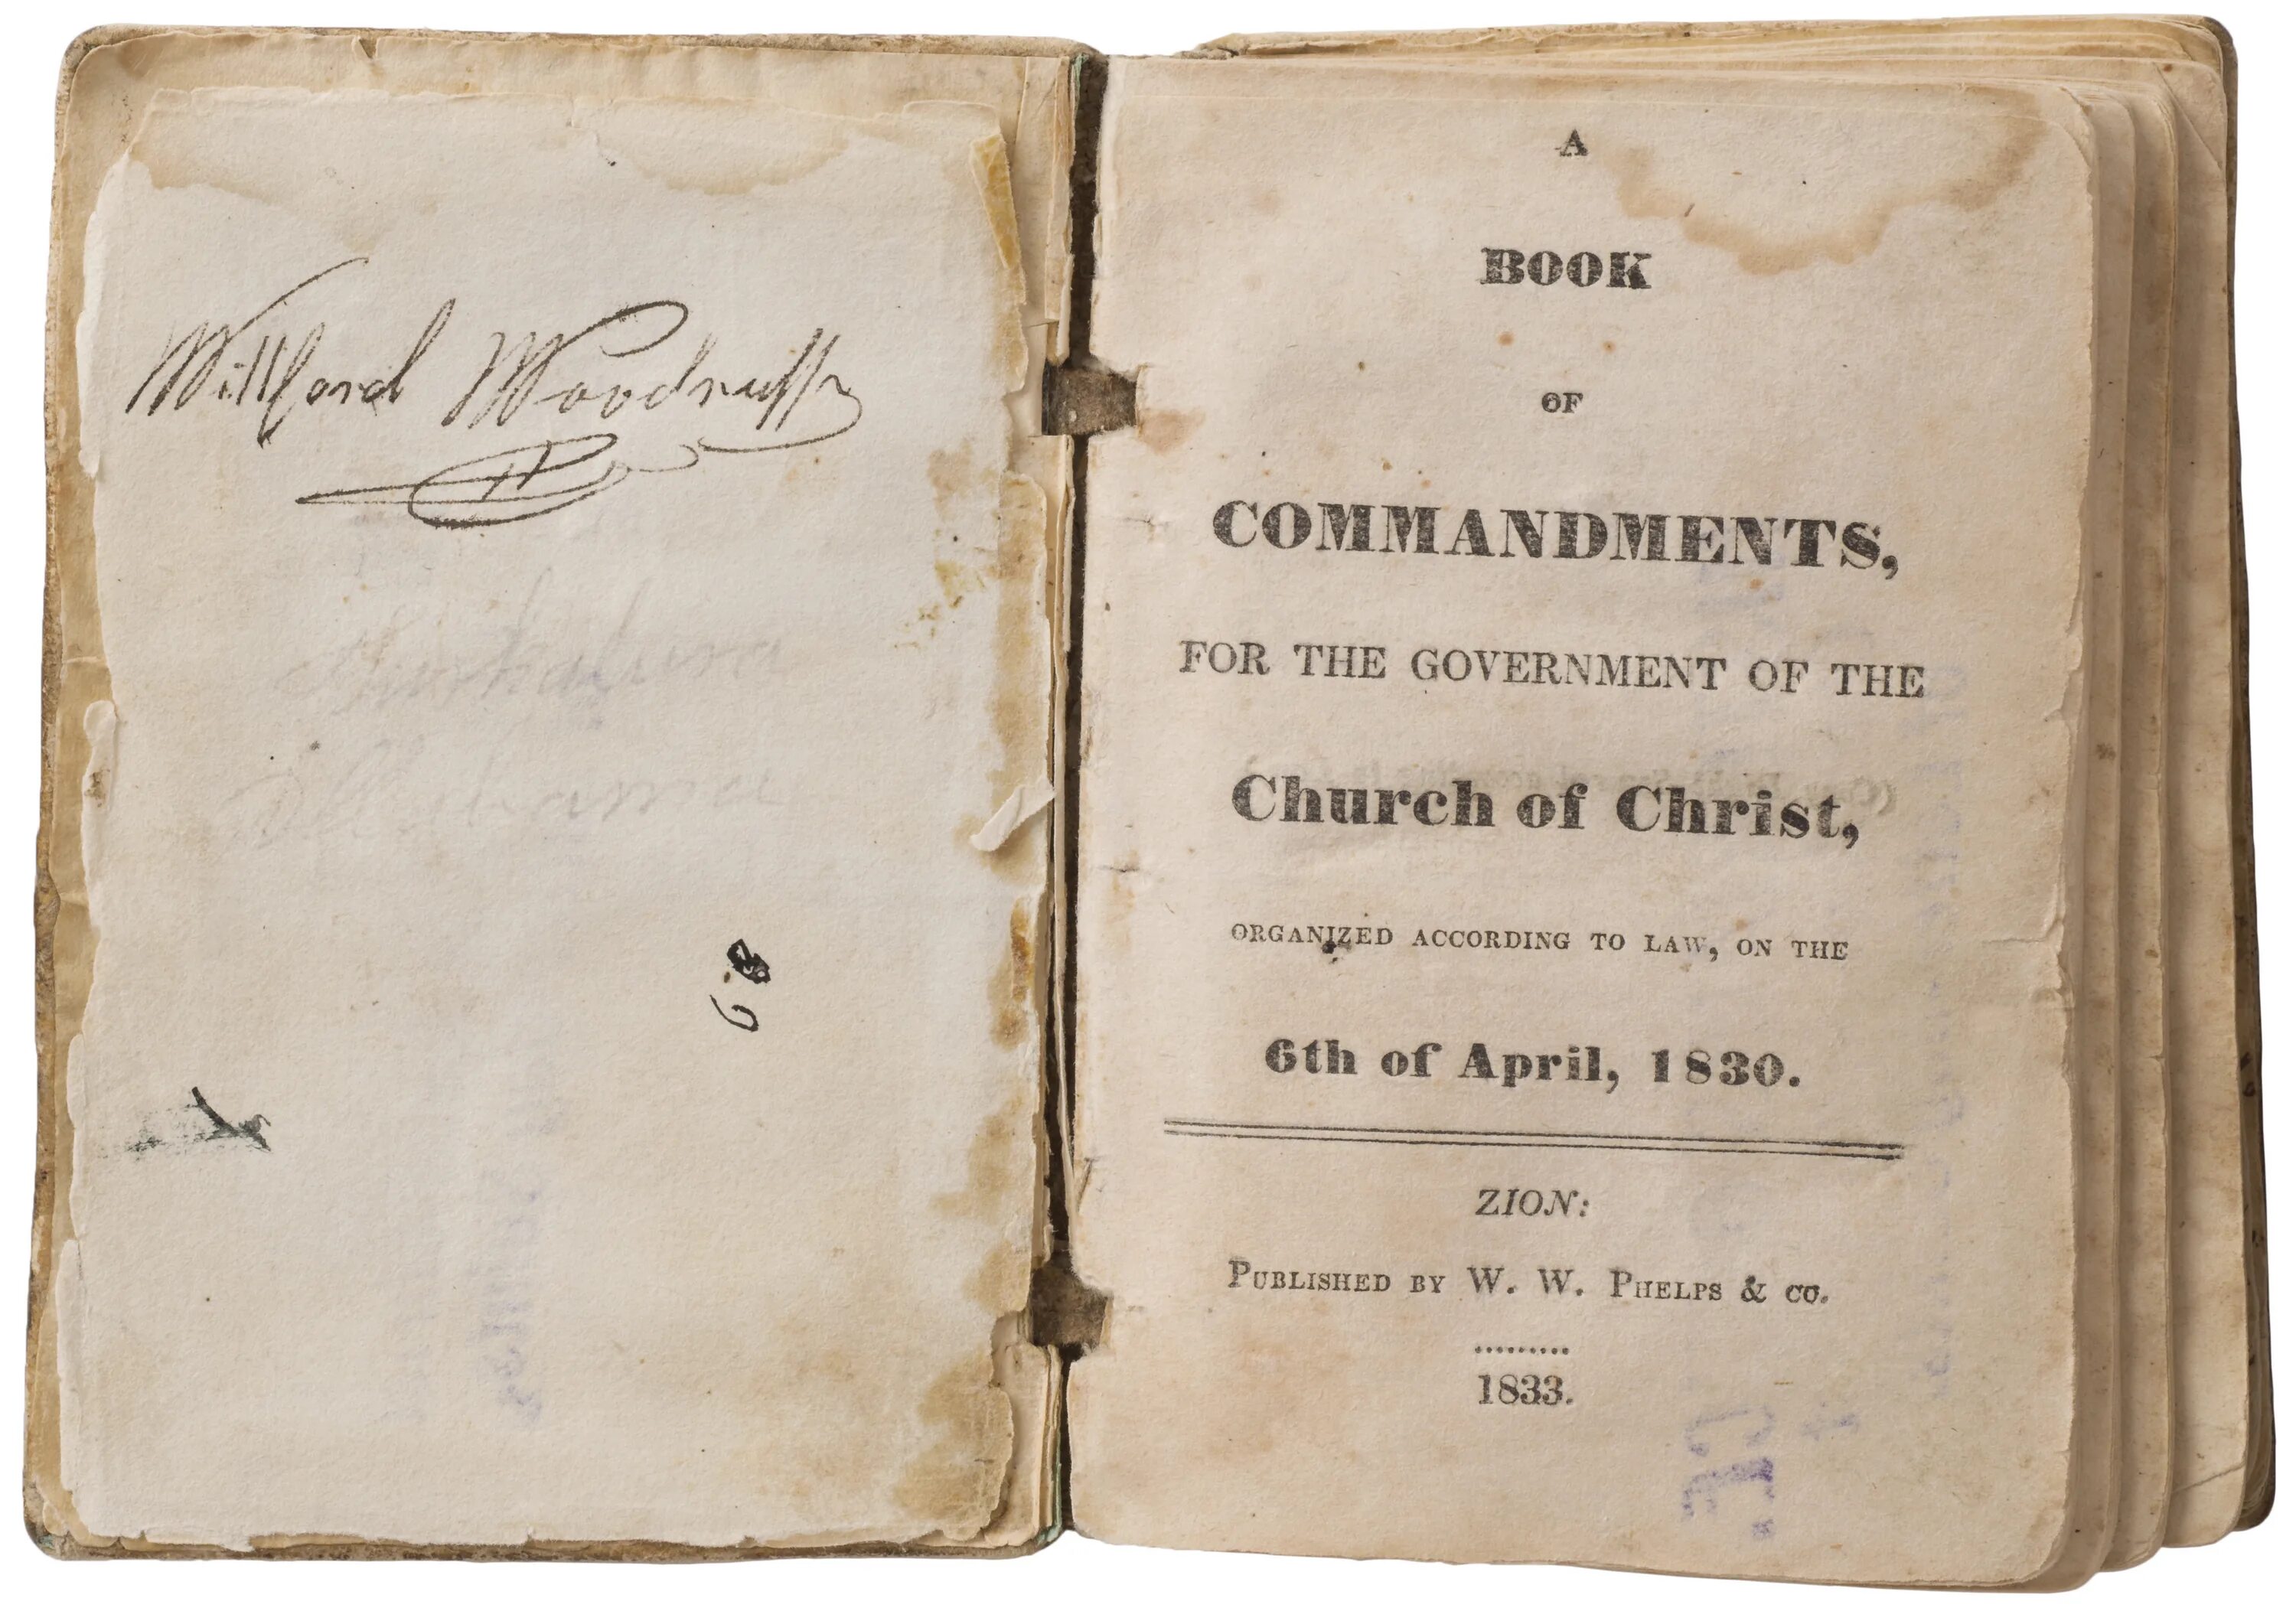 Willford Woodruff
A
BOOK
OF
COMMANDMENTS,
FOR THE GOVERNMENT OF THE
Church of Christ,
ORGANIZED ACCORDING TO LAW, ON THE
6th of April, 1830.
ZION:
PUBLISHED BY W. W. PHELPS & CO.
.........
1833.